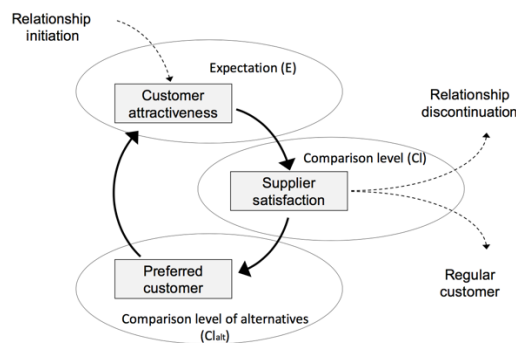 Relationship
initiation
Expectation (E)
Customer
attractiveness
Relationship
discontinuation
Comparison level (Cl)
Supplier
satisfaction
Preferred
customer
Regular
customer
Comparison level of alternatives
(Clalt)